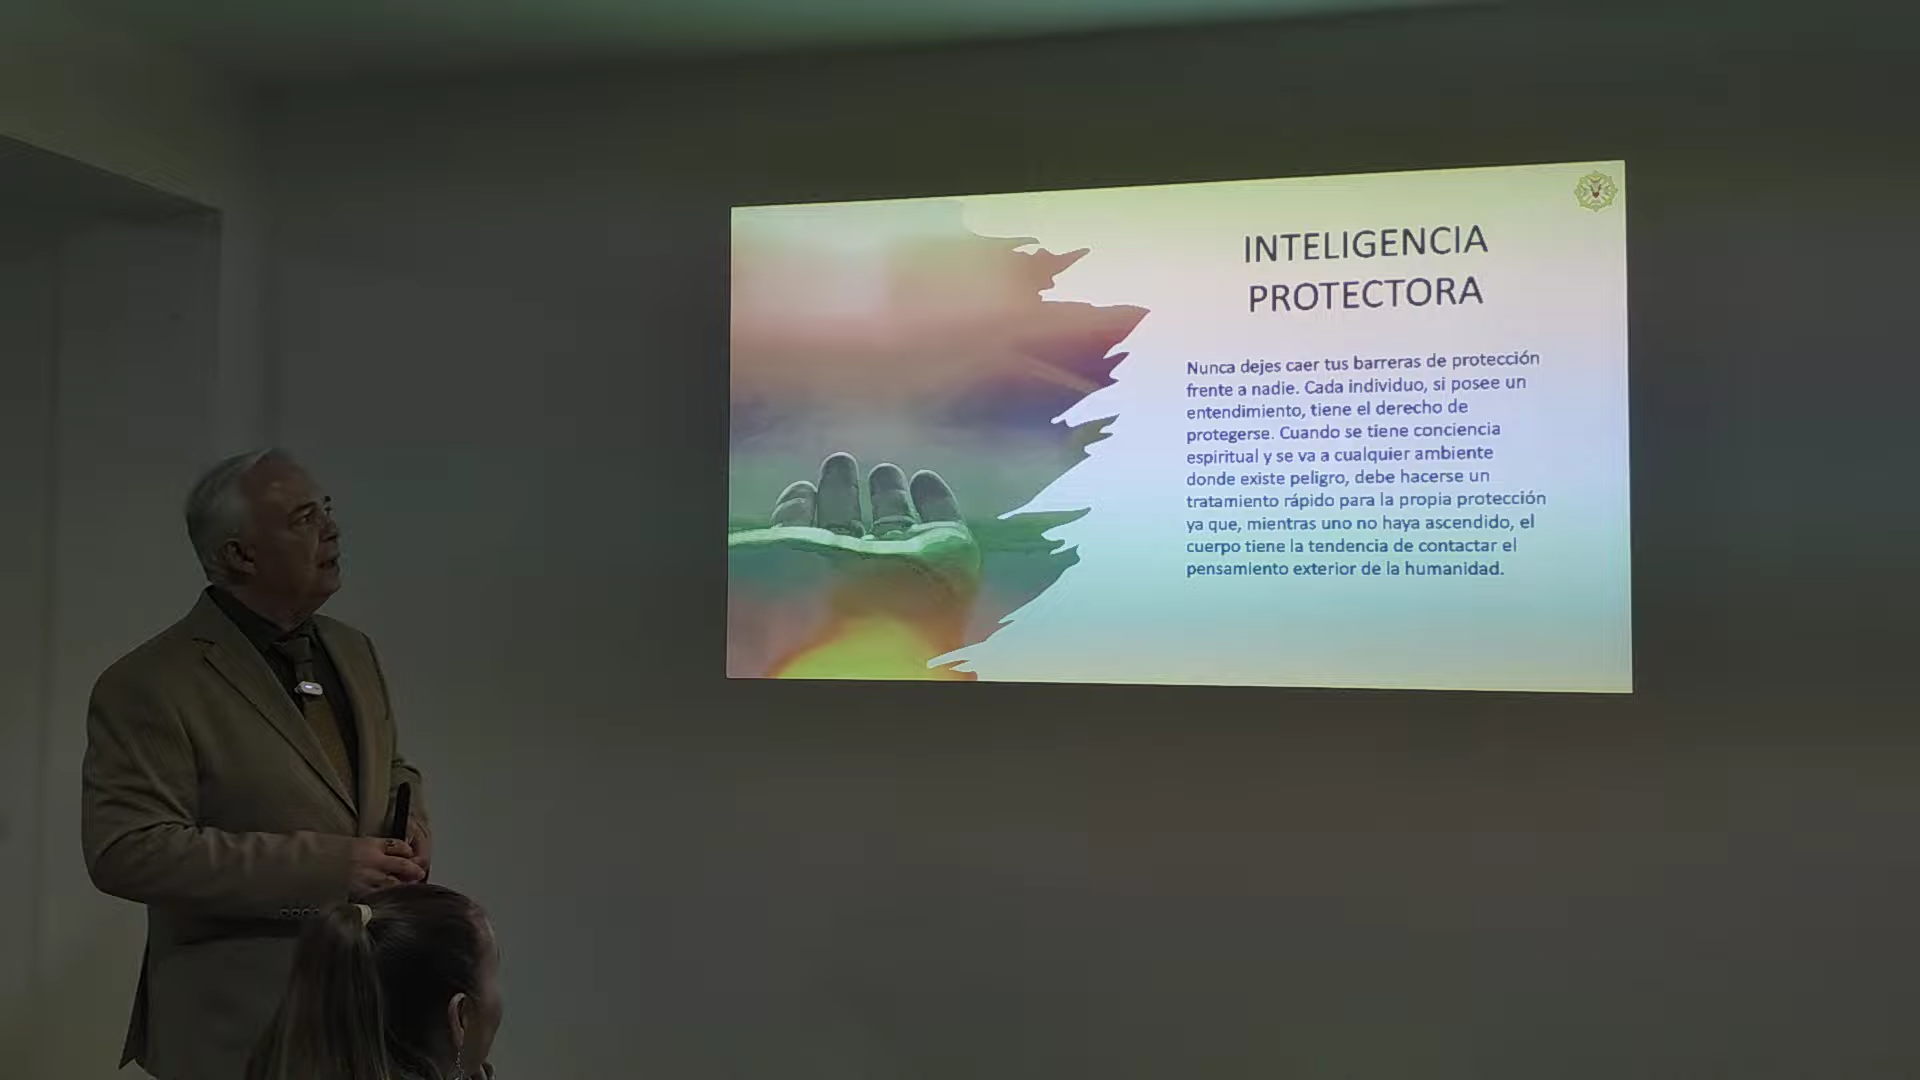 INTELIGENCIA
PROTECTORA
Nunca dejes caer tus barreras de protección
frente a nadie. Cada individuo, si posee un
entendimiento, tiene el derecho de
protegerse. Cuando se tiene conciencia
espiritual y se va a cualquier ambiente
donde existe peligro, debe hacerse un
tratamiento rápido para la propia protección
ya que, mientras uno no haya ascendido, el
cuerpo tiene la tendencia de contactar el
pensamiento exterior de la humanidad.